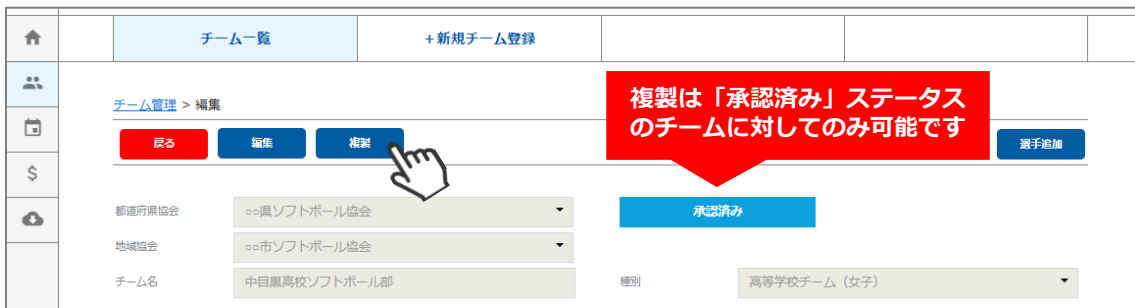 チーム一覧
+新規チーム登録
チーム管理 > 編集
複製は「承認済み」ステータス
のチームに対してのみ可能です
戻る
編集
複製
選手追加
都道府県協会
○○県ソフトボール協会
承認済み
地域協会
○○市ソフトボール協会
チーム名
中目黒高校ソフトボール部
種別
高等学校チーム（女子）